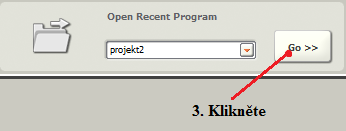 Open Recent Program
projekt2
Go >>
3. Klikněte